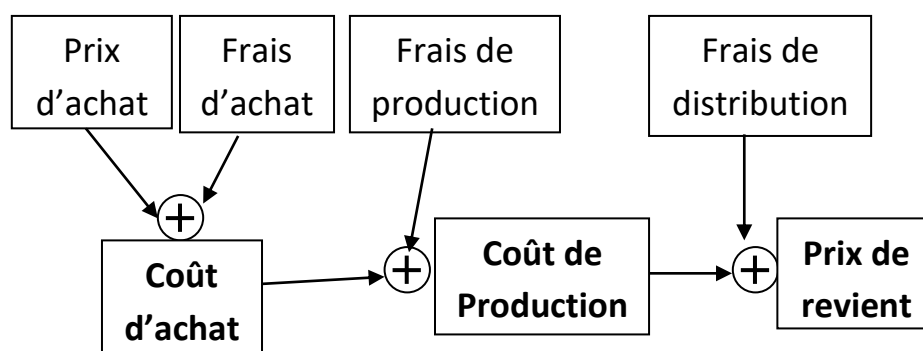 Prix
d'achat
Frais
d'achat
Frais de
production
Frais de
distribution
+
Coût
d'achat
+
Coût de
Production
+
Prix de
revient